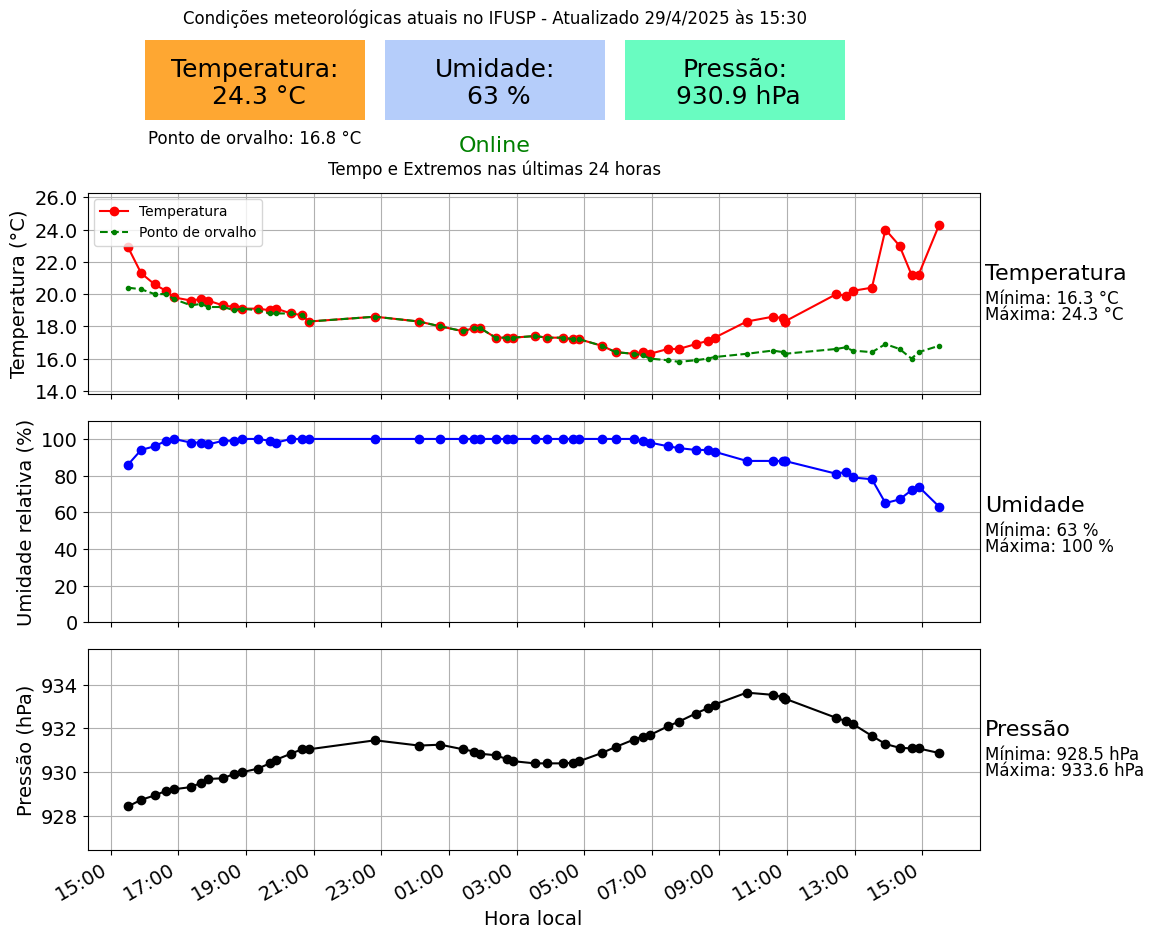 Condições meteorológicas atuais no IFUSP - Atualizado 29/4/2025 às 15:30
Temperatura:
24.3 °C
Umidade:
63 %
Pressão:
930.9 hPa
Ponto de orvalho: 16.8 °C
Online
Tempo e Extremos nas últimas 24 horas
Temperatura (°C)
26.0
24.0
22.0
20.0
18.0
16.0
14.0
Temperatura
Ponto de orvalho
Temperatura
Mínima: 16.3 °C
Máxima: 24.3 °C
Umidade relativa (%)
100
80
60
40
20
0
Umidade
Mínima: 63 %
Máxima: 100 %
Pressão (hPa)
934
932
930
928
Pressão
Mínima: 928.5 hPa
Máxima: 933.6 hPa
15:00 17:00 19:00 21:00 23:00 01:00 03:00 05:00 07:00 09:00 11:00 13:00 15:00
Hora local